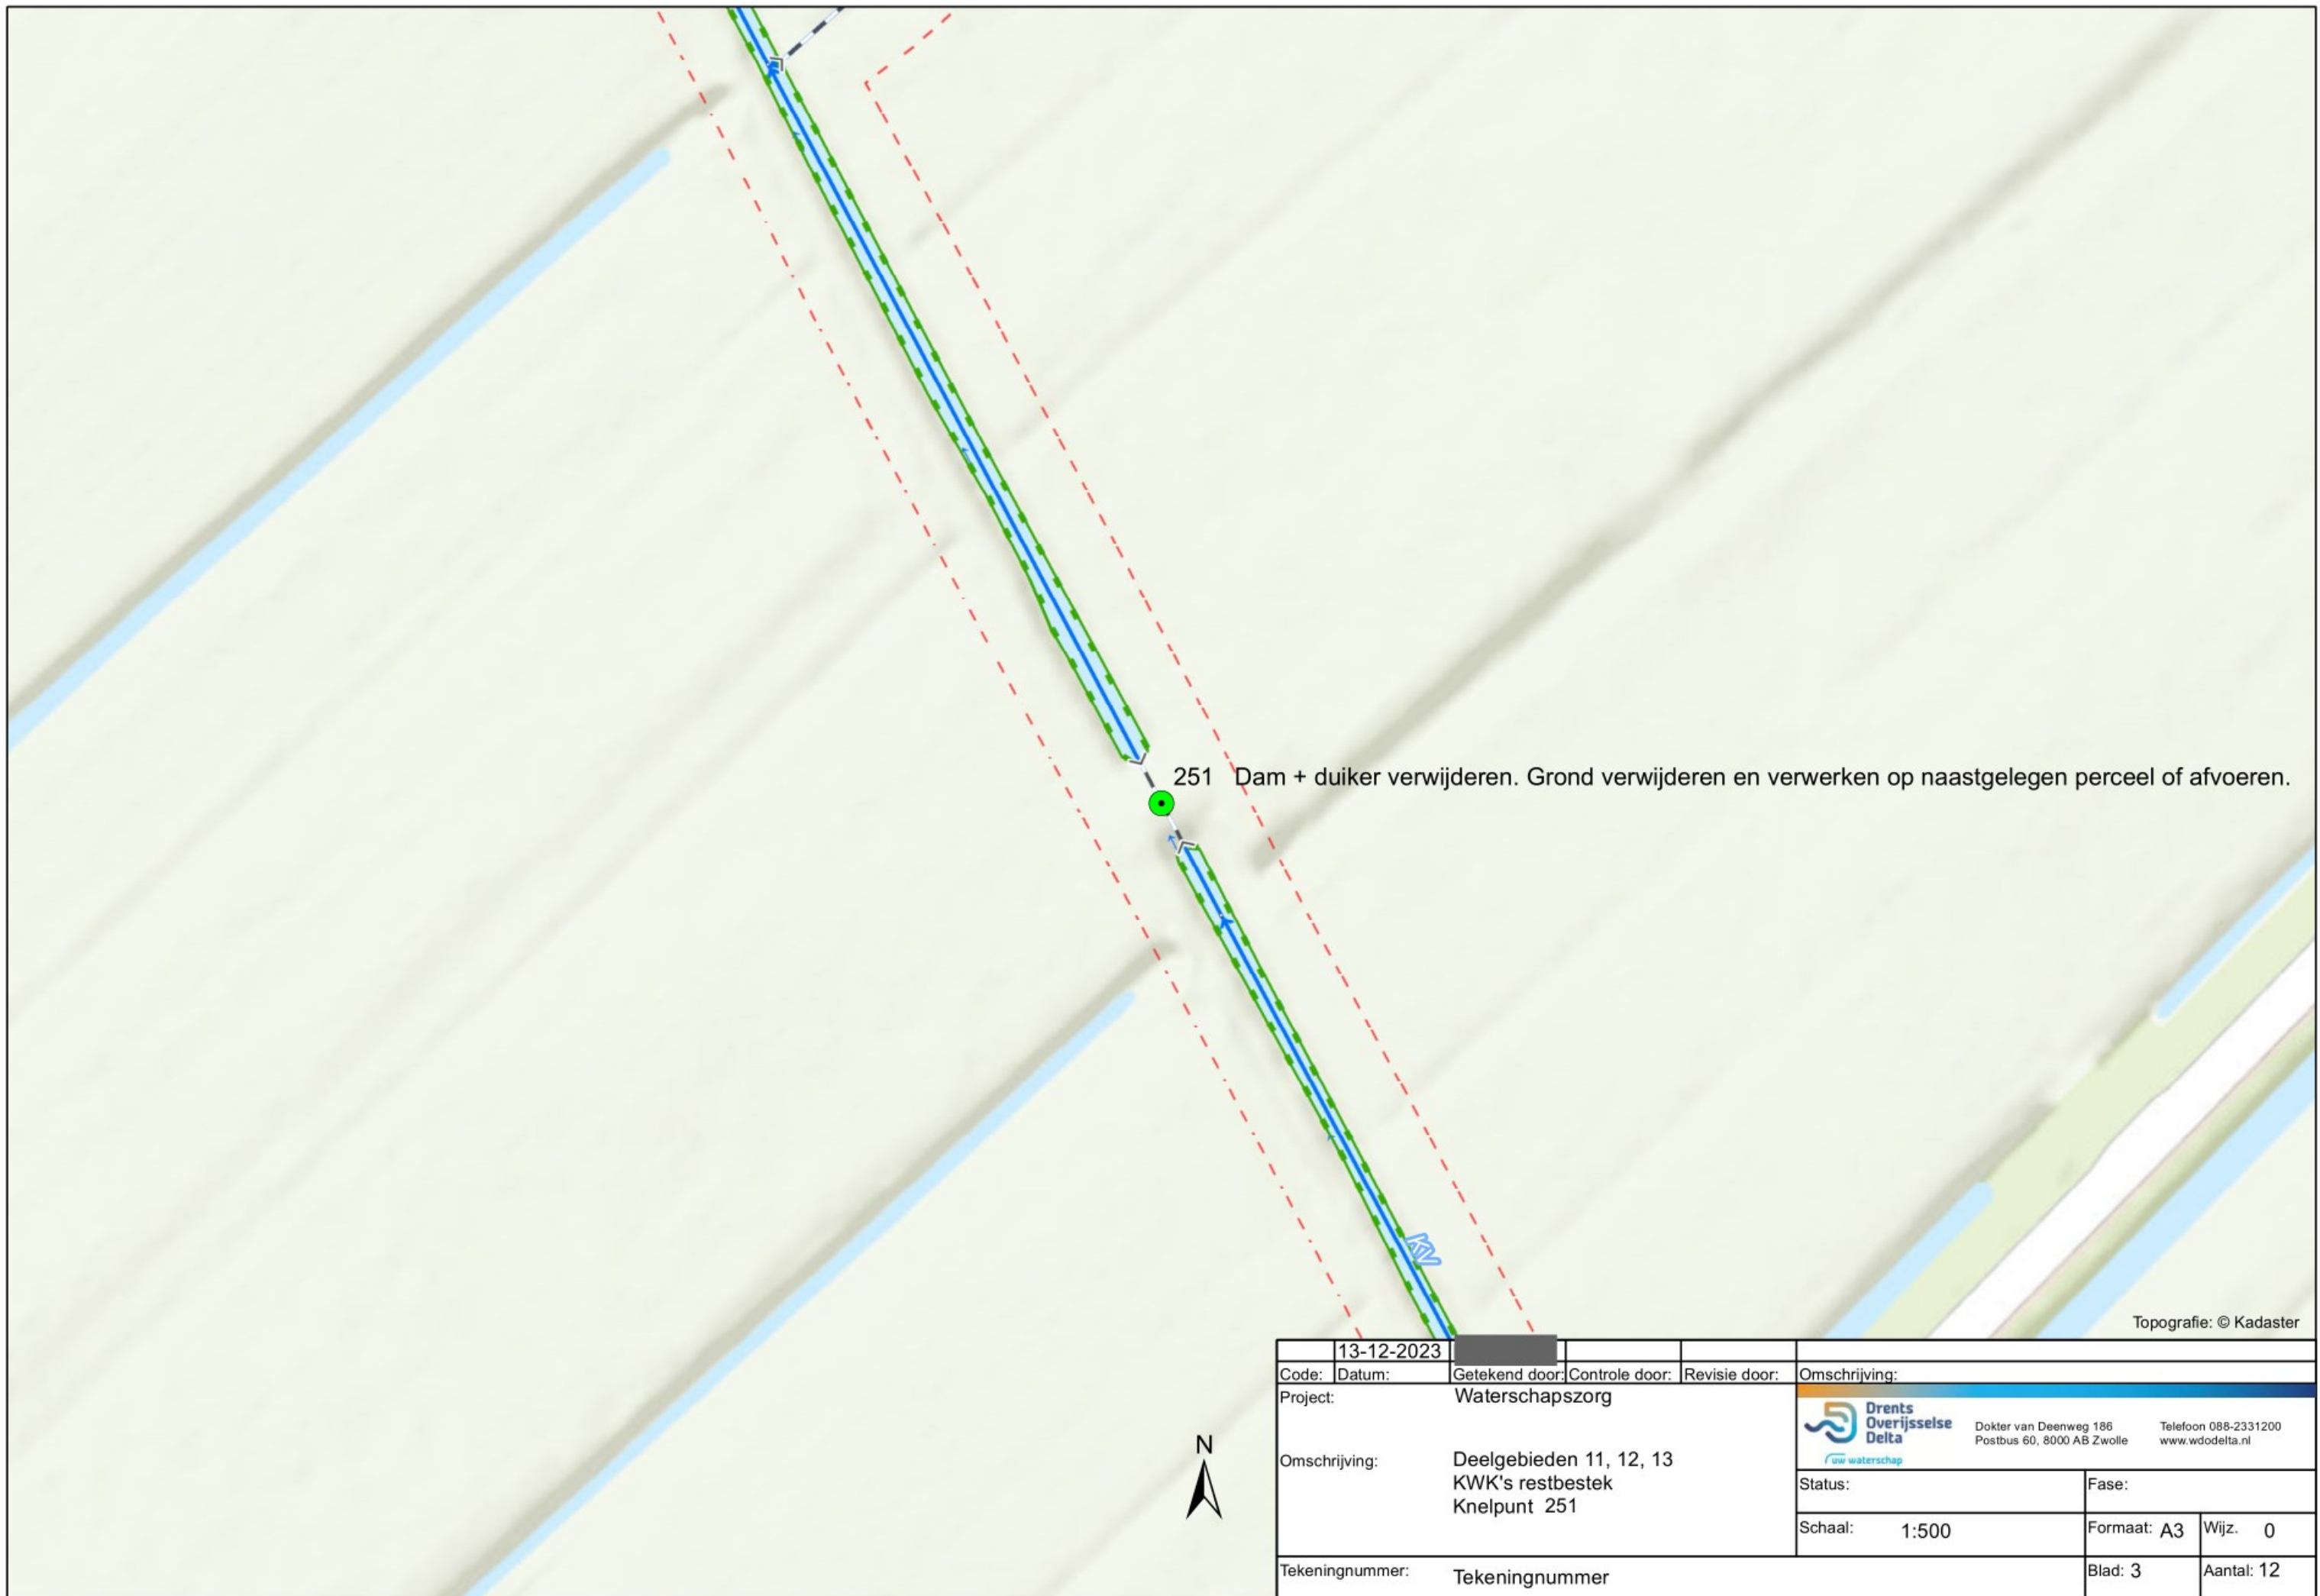 251 Dam + duiker verwijderen. Grond verwijderen en verwerken op naastgelegen perceel of afvoeren.
KW
Topografie: © Kadaster
13-12-2023
Code: Datum: Getekend door: Controle door: Revisie door: Omschrijving:
Project: Waterschapszorg
Omschrijving: Deelgebieden 11, 12, 13
KWK's restbestek
Knelpunt 251
Drents
Overijsselse
Delta
uw waterschap
Dokter van Deenweg 186
Postbus 60, 8000 AB Zwolle
Telefoon 088-2331200
www.wdodelta.nl
Status: Fase:
Schaal: 1:500 Formaat: A3 Wijz. 0
Tekeningnummer: Tekeningnummer Blad: 3 Aantal: 12
N